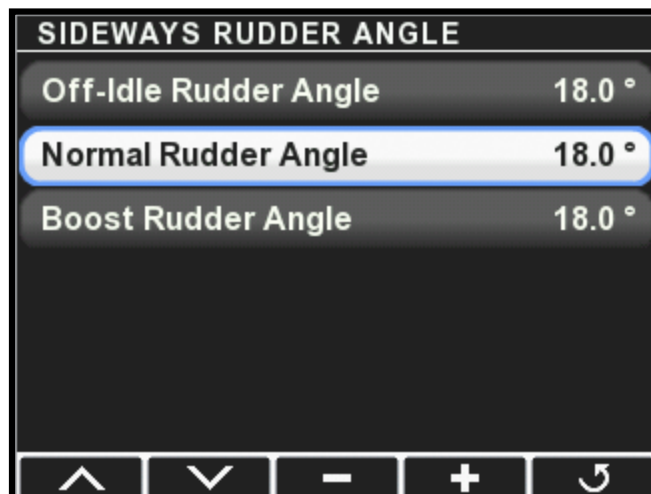 SIDEWAYS RUDDER ANGLE
Off-Idle Rudder Angle 18.0 °
Normal Rudder Angle 18.0 °
Boost Rudder Angle 18.0 °